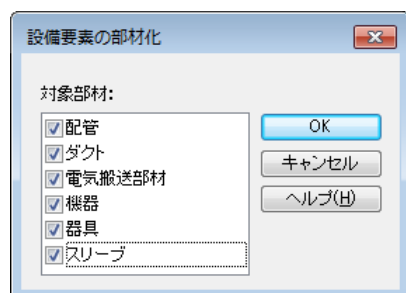 設備要素の部材化
対象部材:
配管
ダクト
電気搬送部材
機器
器具
スリーブ
OK
キャンセル
ヘルプ(H)